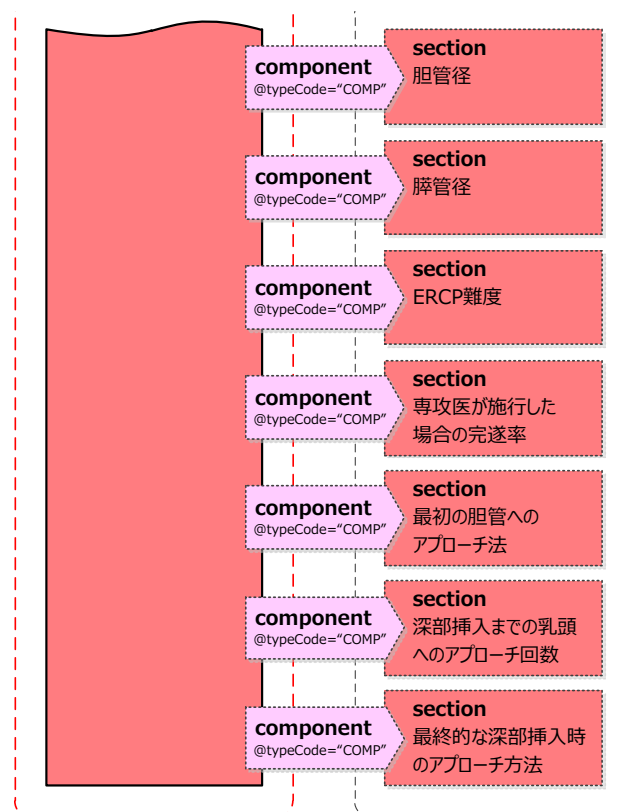 component
@typeCode=“COMP”
section
胆管径
component
@typeCode=“COMP”
section
膵管径
component
@typeCode=“COMP”
section
ERCP難度
component
@typeCode=“COMP”
section
専攻医が施行した
場合の完遂率
component
@typeCode=“COMP”
section
最初の胆管への
アプローチ法
component
@typeCode=“COMP”
section
深部挿入までの乳頭
へのアプローチ回数
component
@typeCode=“COMP”
section
最終的な深部挿入時
のアプローチ方法